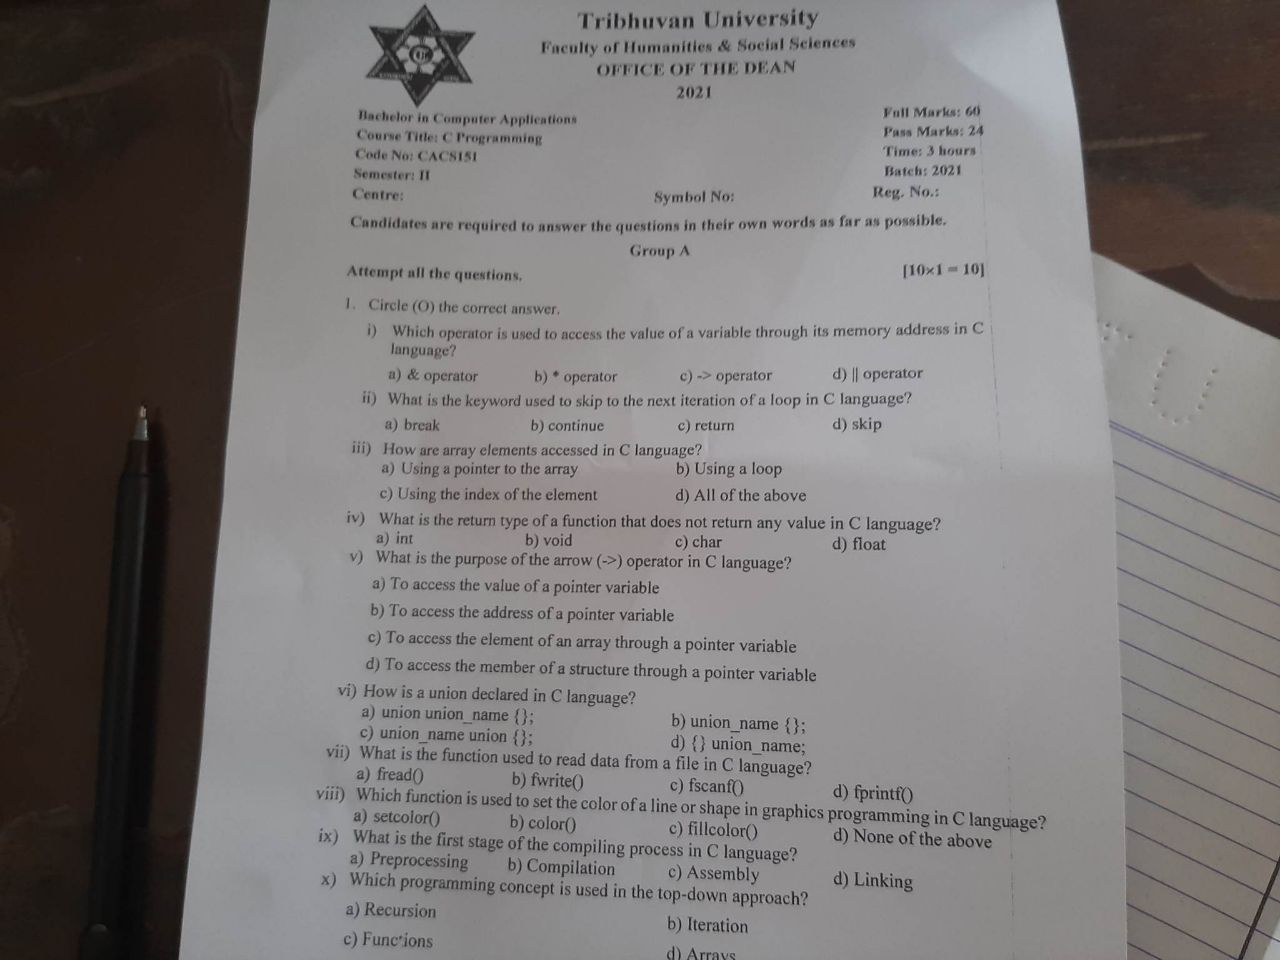 Tribhuvan University
Faculty of Humanities & Social Sciences
OFFICE OF THE DEAN
2021
Bachelor in Computer Applications
Course Title: C Programming
Code No: CACS151
Semester: II
Centre:
Symbol No:
Full Marks: 60
Pass Marks: 24
Time: 3 hours
Batch: 2021
Reg. No.:
Candidates are required to answer the questions in their own words as far as possible.
Group A
Attempt all the questions. [10×1 = 10]
1. Circle (O) the correct answer.
i) Which operator is used to access the value of a variable through its memory address in C
language?
a) & operator b) * operator c) -> operator d) || operator
ii) What is the keyword used to skip to the next iteration of a loop in C language?
a) break b) continue c) return d) skip
iii) How are array elements accessed in C language?
a) Using a pointer to the array b) Using a loop
c) Using the index of the element d) All of the above
iv) What is the return type of a function that does not return any value in C language?
a) int b) void c) char d) float
v) What is the purpose of the arrow (->) operator in C language?
a) To access the value of a pointer variable
b) To access the address of a pointer variable
c) To access the element of an array through a pointer variable
d) To access the member of a structure through a pointer variable
vi) How is a union declared in C language?
a) union union_name {}; b) union_name {};
c) union_name union {}; d) {} union_name;
vii) What is the function used to read data from a file in C language?
a) fread() b) fwrite() c) fscanf() d) fprintf()
viii) Which function is used to set the color of a line or shape in graphics programming in C language?
a) setcolor() b) color() c) fillcolor() d) None of the above
ix) What is the first stage of the compiling process in C language?
a) Preprocessing b) Compilation c) Assembly d) Linking
x) Which programming concept is used in the top-down approach?
a) Recursion b) Iteration
c) Functions d) Arrays